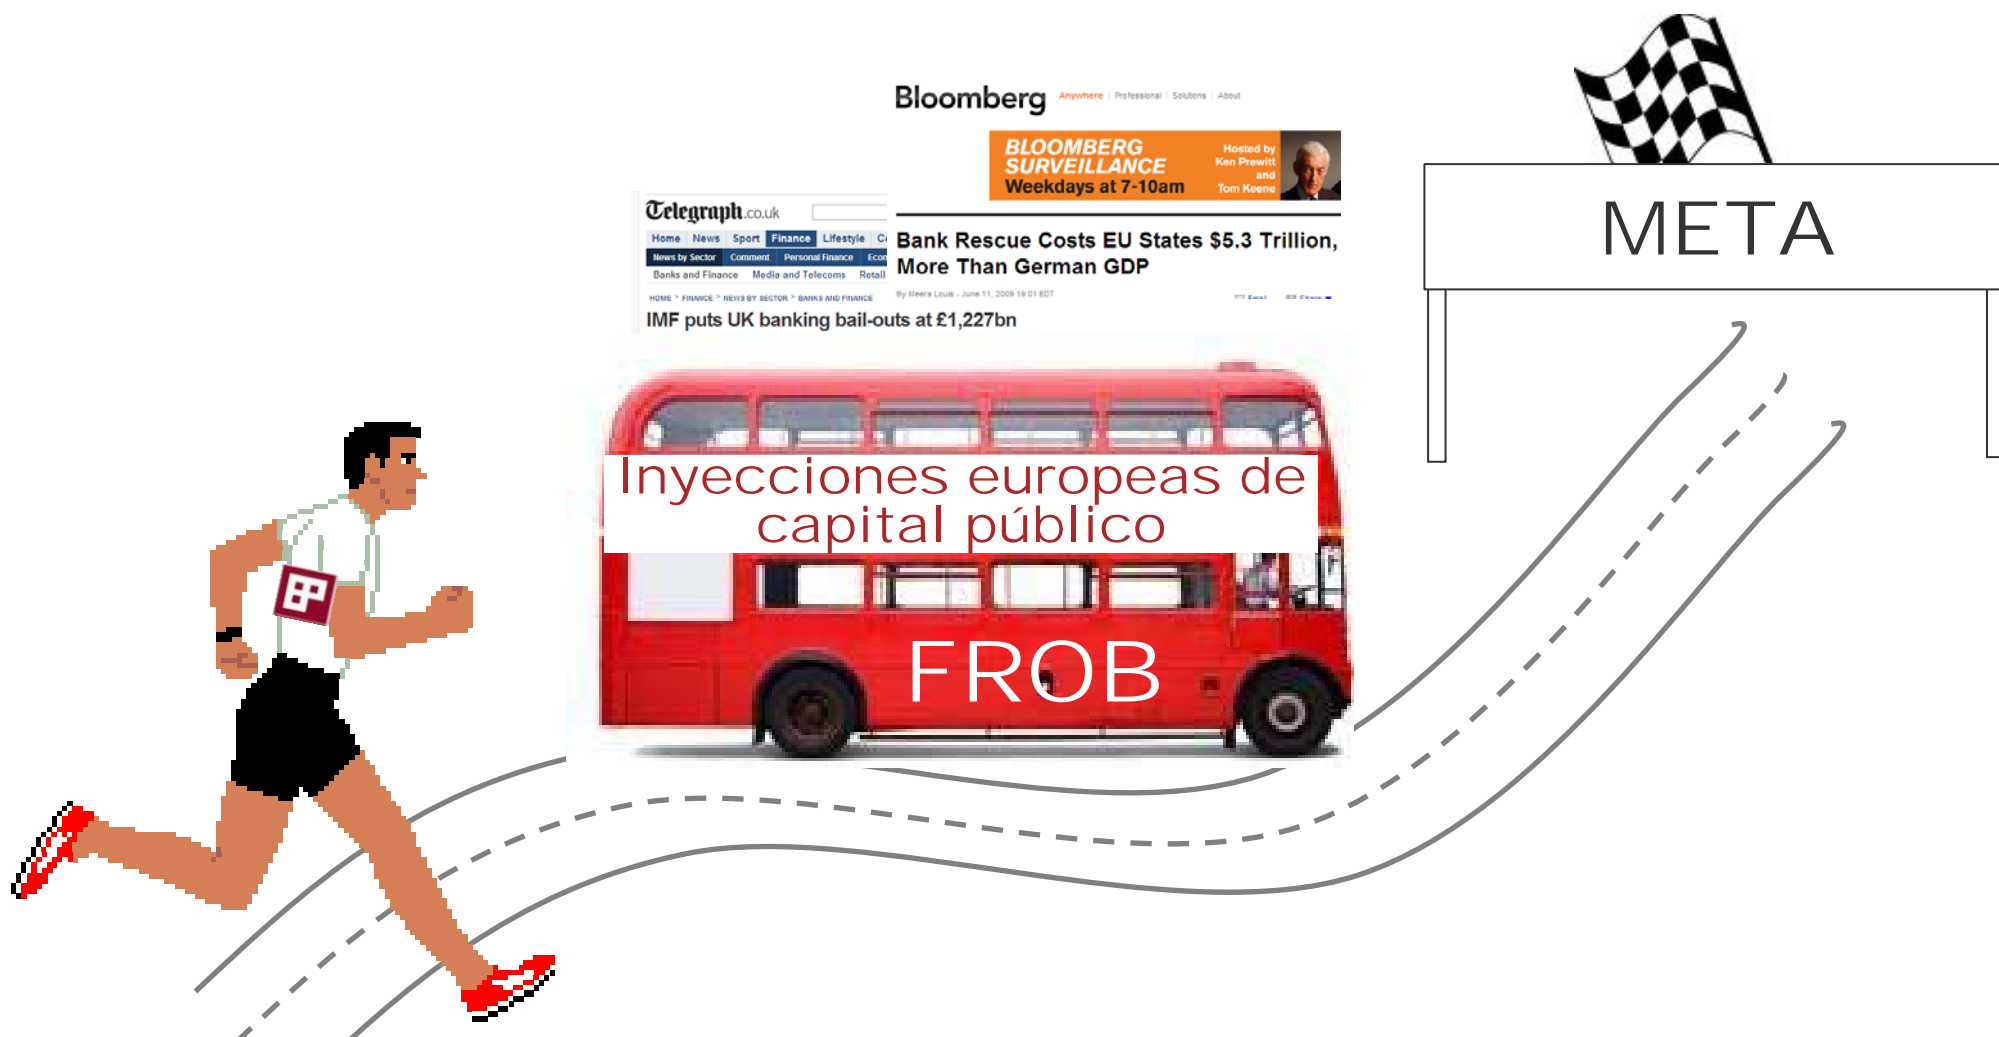 Bloomberg Anywhere | Professional | Solutions | About
BLOOMBERG
SURVEILLANCE
Weekdays at 7-10am
Hosted by
Ken Prewitt
and
Tom Keene
Telegraph.co.uk
Home News Sport Finance Lifestyle
News by Sector Comment Personal Finance
Banks and Finance Media and Telecoms Retail
HOME > FINANCE > NEWS BY SECTOR > BANKS AND FINANCE
IMF puts UK banking bail-outs at £1,227bn
Bank Rescue Costs EU States $5.3 Trillion,
More Than German GDP
By Meera Louis - June 11, 2009 19:01 EDT
META
Inyecciones europeas de
capital público
FROB